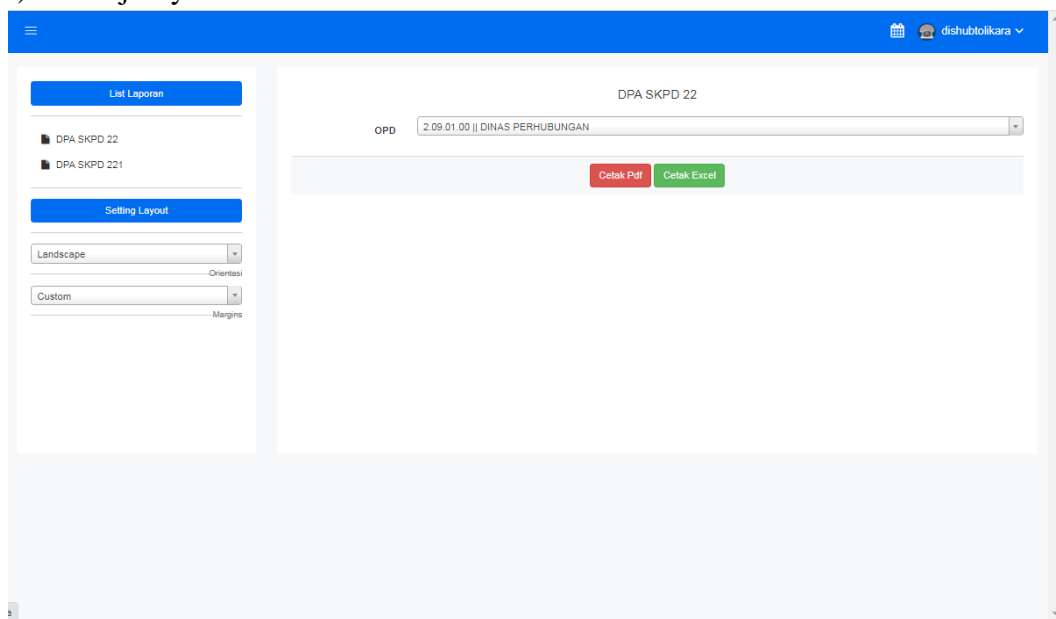 dishubtolikara
List Laporan
DPA SKPD 22
DPA SKPD 221
Setting Layout
Landscape
Orientasi
Custom
Margins
DPA SKPD 22
OPD
2.09.01.00 || DINAS PERHUBUNGAN
Cetak Pdf
Cetak Excel